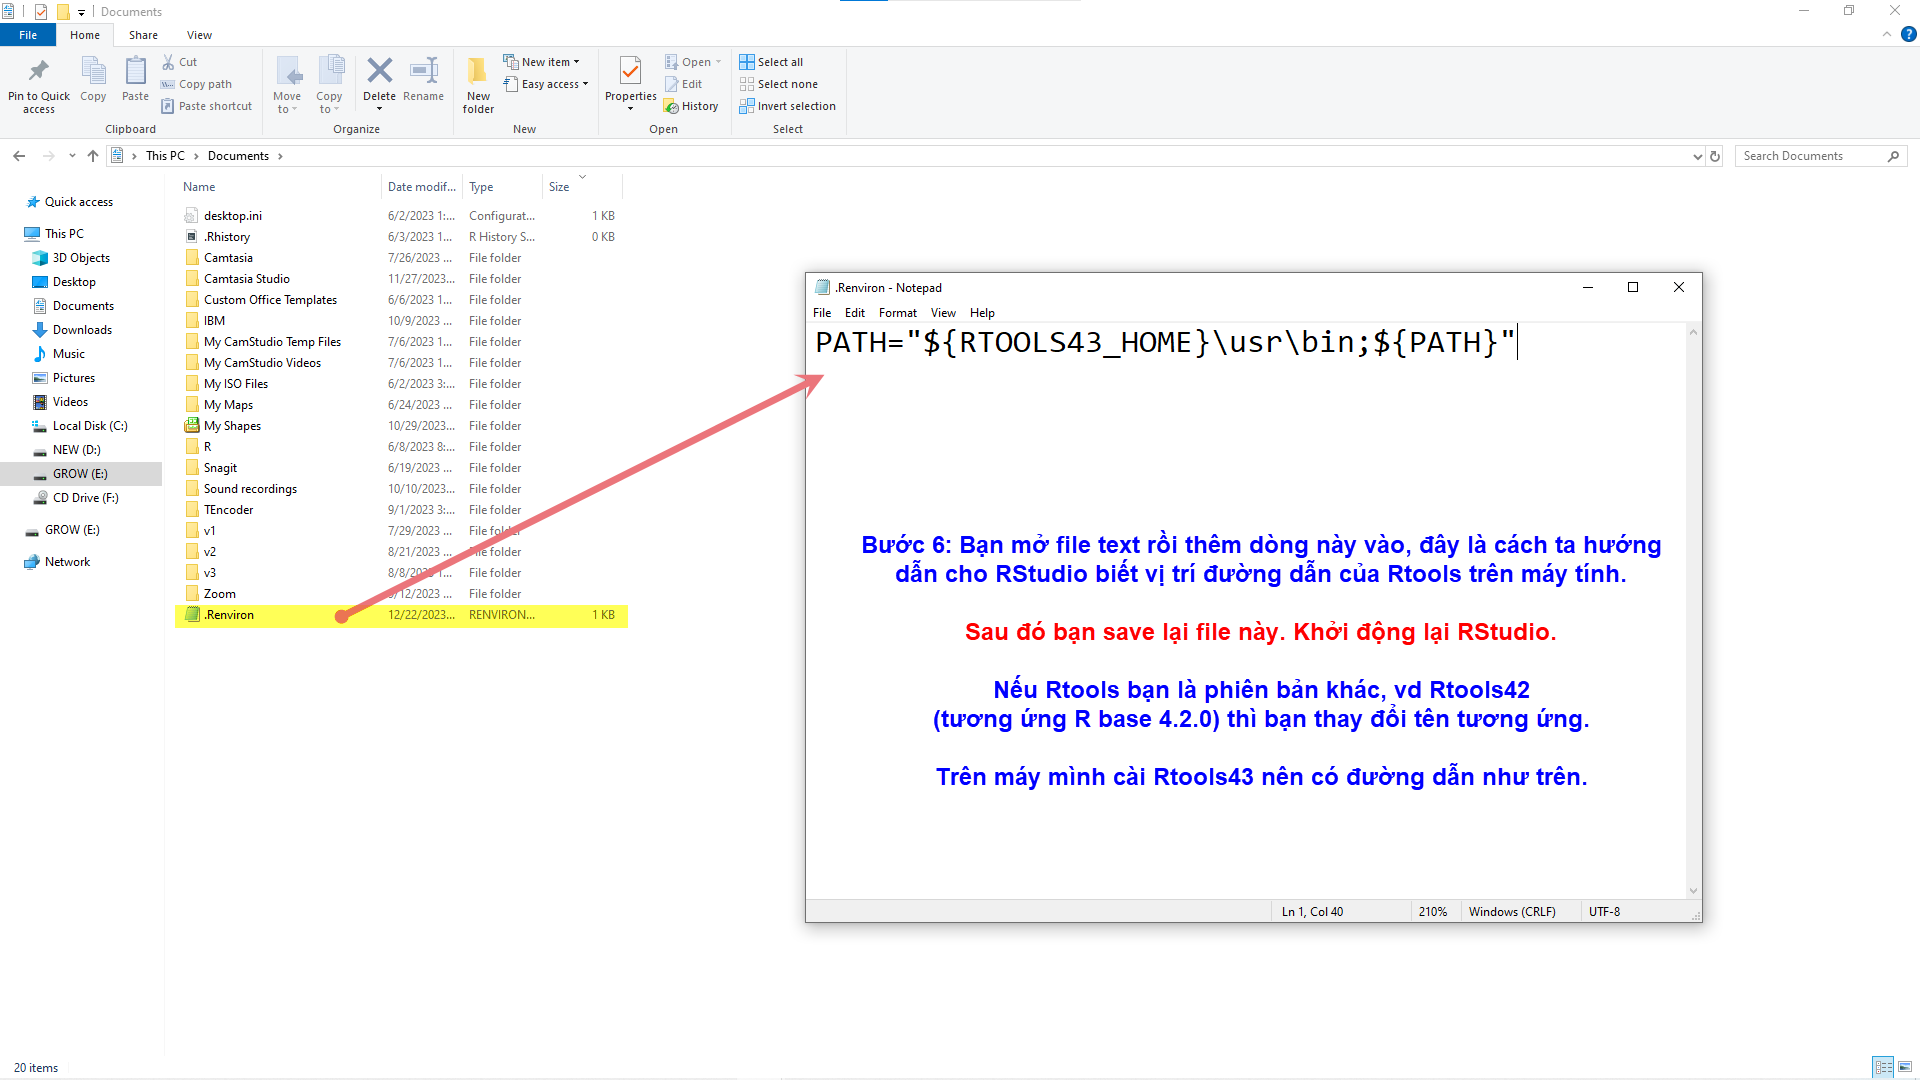 Documents
File Home Share View
Pin to Quick access
Copy
Paste
Cut
Copy path
Paste shortcut
Clipboard
Move to
Copy to
Delete
Rename
Organize
New folder
New item
Easy access
New
Properties
Open
Edit
History
Open
Select all
Select none
Invert selection
Select
This PC > Documents >
Search Documents
Quick access
This PC
3D Objects
Desktop
Documents
Downloads
Music
Pictures
Videos
Local Disk (C:)
NEW (D:)
GROW (E:)
CD Drive (F:)
GROW (E:)
Network
Name Date modif... Type Size
desktop.ini 6/2/2023 1:... Configurat... 1 KB
.Rhistory 6/3/2023 1... R History S... 0 KB
Camtasia 7/26/2023 ... File folder
Camtasia Studio 11/27/2023... File folder
Custom Office Templates 6/6/2023 1... File folder
IBM 10/9/2023 ... File folder
My CamStudio Temp Files 7/6/2023 1... File folder
My CamStudio Videos 7/6/2023 1... File folder
My ISO Files 6/2/2023 3:... File folder
My Maps 6/24/2023 ... File folder
My Shapes 10/29/2023... File folder
R 6/8/2023 8:... File folder
Snagit 6/19/2023 ... File folder
Sound recordings 10/10/2023... File folder
TEncoder 9/1/2023 3:... File folder
v1 7/29/2023 ... File folder
v2 8/21/2023 ... File folder
v3 8/8/2023 1... File folder
Zoom /12/2023 ... File folder
.Renviron 12/22/2023... RENVIRON... 1 KB
.Renviron - Notepad
File Edit Format View Help
PATH="${RTOOLS43_HOME}\usr\bin;${PATH}"
Bước 6: Bạn mở file text rồi thêm dòng này vào, đây là cách ta hướng
dẫn cho RStudio biết vị trí đường dẫn của Rtools trên máy tính.
Sau đó bạn save lại file này. Khởi động lại RStudio.
Nếu Rtools bạn là phiên bản khác, vd Rtools42
(tương ứng R base 4.2.0) thì bạn thay đổi tên tương ứng.
Trên máy mình cài Rtools43 nên có đường dẫn như trên.
Ln 1, Col 40 210% Windows (CRLF) UTF-8
20 items